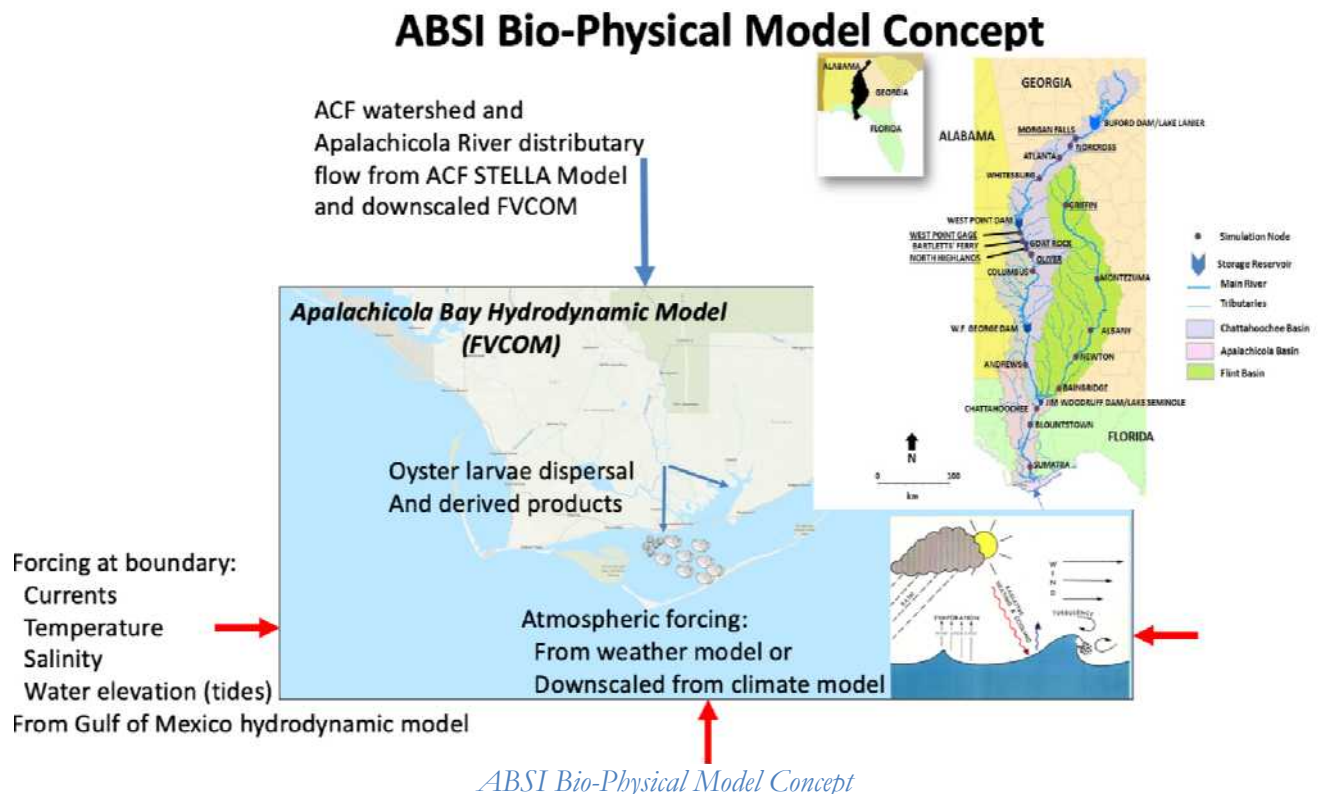 ABSI Bio-Physical Model Concept
ACF watershed and
Apalachicola River distributary
flow from ACF STELLA Model
and downscaled FVCOM
ALABAMA
GEORGIA
FLORIDA
GEORGIA
ALABAMA
BUFORD DAM/LAKE LANIER
MORGAN FALLS
NORCROSS
ATLANTA
WHITESBURG
GRIFFIN
WEST POINT DAM
WEST POINT GAGE
BARTLETTS' FERRY
GOAT ROCK
NORTH HIGHLANDS
OLIVER
COLUMBUS
MONTEZUMA
W.F. GEORGE DAM
ALBANY
ANDREWS
NEWTON
BAINBRIDGE
JIM WOODRUFF DAM/LAKE SEMINOLE
CHATTAHOOCHEE
BLOUNTSTOWN
FLORIDA
SUMATRA
N
0 100
km
Simulation Node
Storage Reservoir
Main River
Tributaries
Chattahoochee Basin
Apalachicola Basin
Flint Basin
Apalachicola Bay Hydrodynamic Model
(FVCOM)
Oyster larvae dispersal
And derived products
Forcing at boundary:
Currents
Temperature
Salinity
Water elevation (tides)
From Gulf of Mexico hydrodynamic model
Atmospheric forcing:
From weather model or
Downscaled from climate model
RAIN
EVAPORATION
WIND
TURBULENCE
ABSI Bio-Physical Model Concept